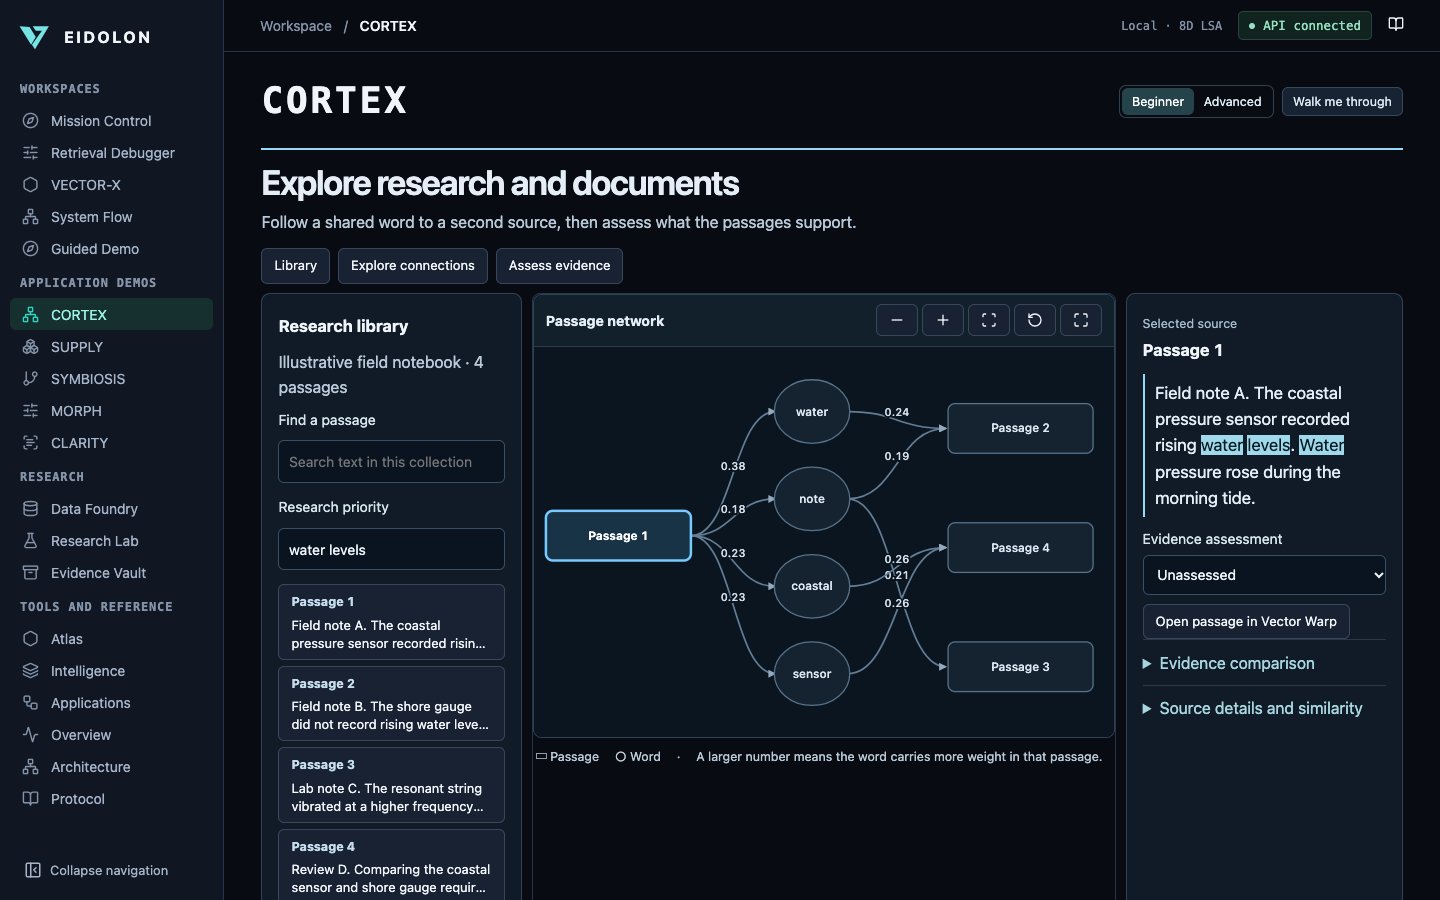 EIDOLON
WORKSPACES
Mission Control
Retrieval Debugger
VECTOR-X
System Flow
Guided Demo
APPLICATION DEMOS
CORTEX
SUPPLY
SYMBIOSIS
MORPH
CLARITY
RESEARCH
Data Foundry
Research Lab
Evidence Vault
TOOLS AND REFERENCE
Atlas
Intelligence
Applications
Overview
Architecture
Protocol
Collapse navigation
Workspace / CORTEX
Local · 8D LSA
API connected
CORTEX
Beginner
Advanced
Walk me through
Explore research and documents
Follow a shared word to a second source, then assess what the passages support.
Library
Explore connections
Assess evidence
Research library
Illustrative field notebook · 4
passages
Find a passage
Search text in this collection
Research priority
water levels
Passage 1
Field note A. The coastal
pressure sensor recorded risin...
Passage 2
Field note B. The shore gauge
did not record rising water leve...
Passage 3
Lab note C. The resonant string
vibrated at a higher frequency...
Passage 4
Review D. Comparing the coastal
sensor and shore gauge requir...
Passage network
Passage 1
0.38
0.18
0.23
0.23
water
note
coastal
sensor
0.24
0.19
0.26
0.21
0.26
Passage 2
Passage 4
Passage 3
Passage
Word
·
A larger number means the word carries more weight in that passage.
Selected source
Passage 1
Field note A. The coastal
pressure sensor recorded
rising water levels. Water
pressure rose during the
morning tide.
Evidence assessment
Unassessed
Open passage in Vector Warp
Evidence comparison
Source details and similarity